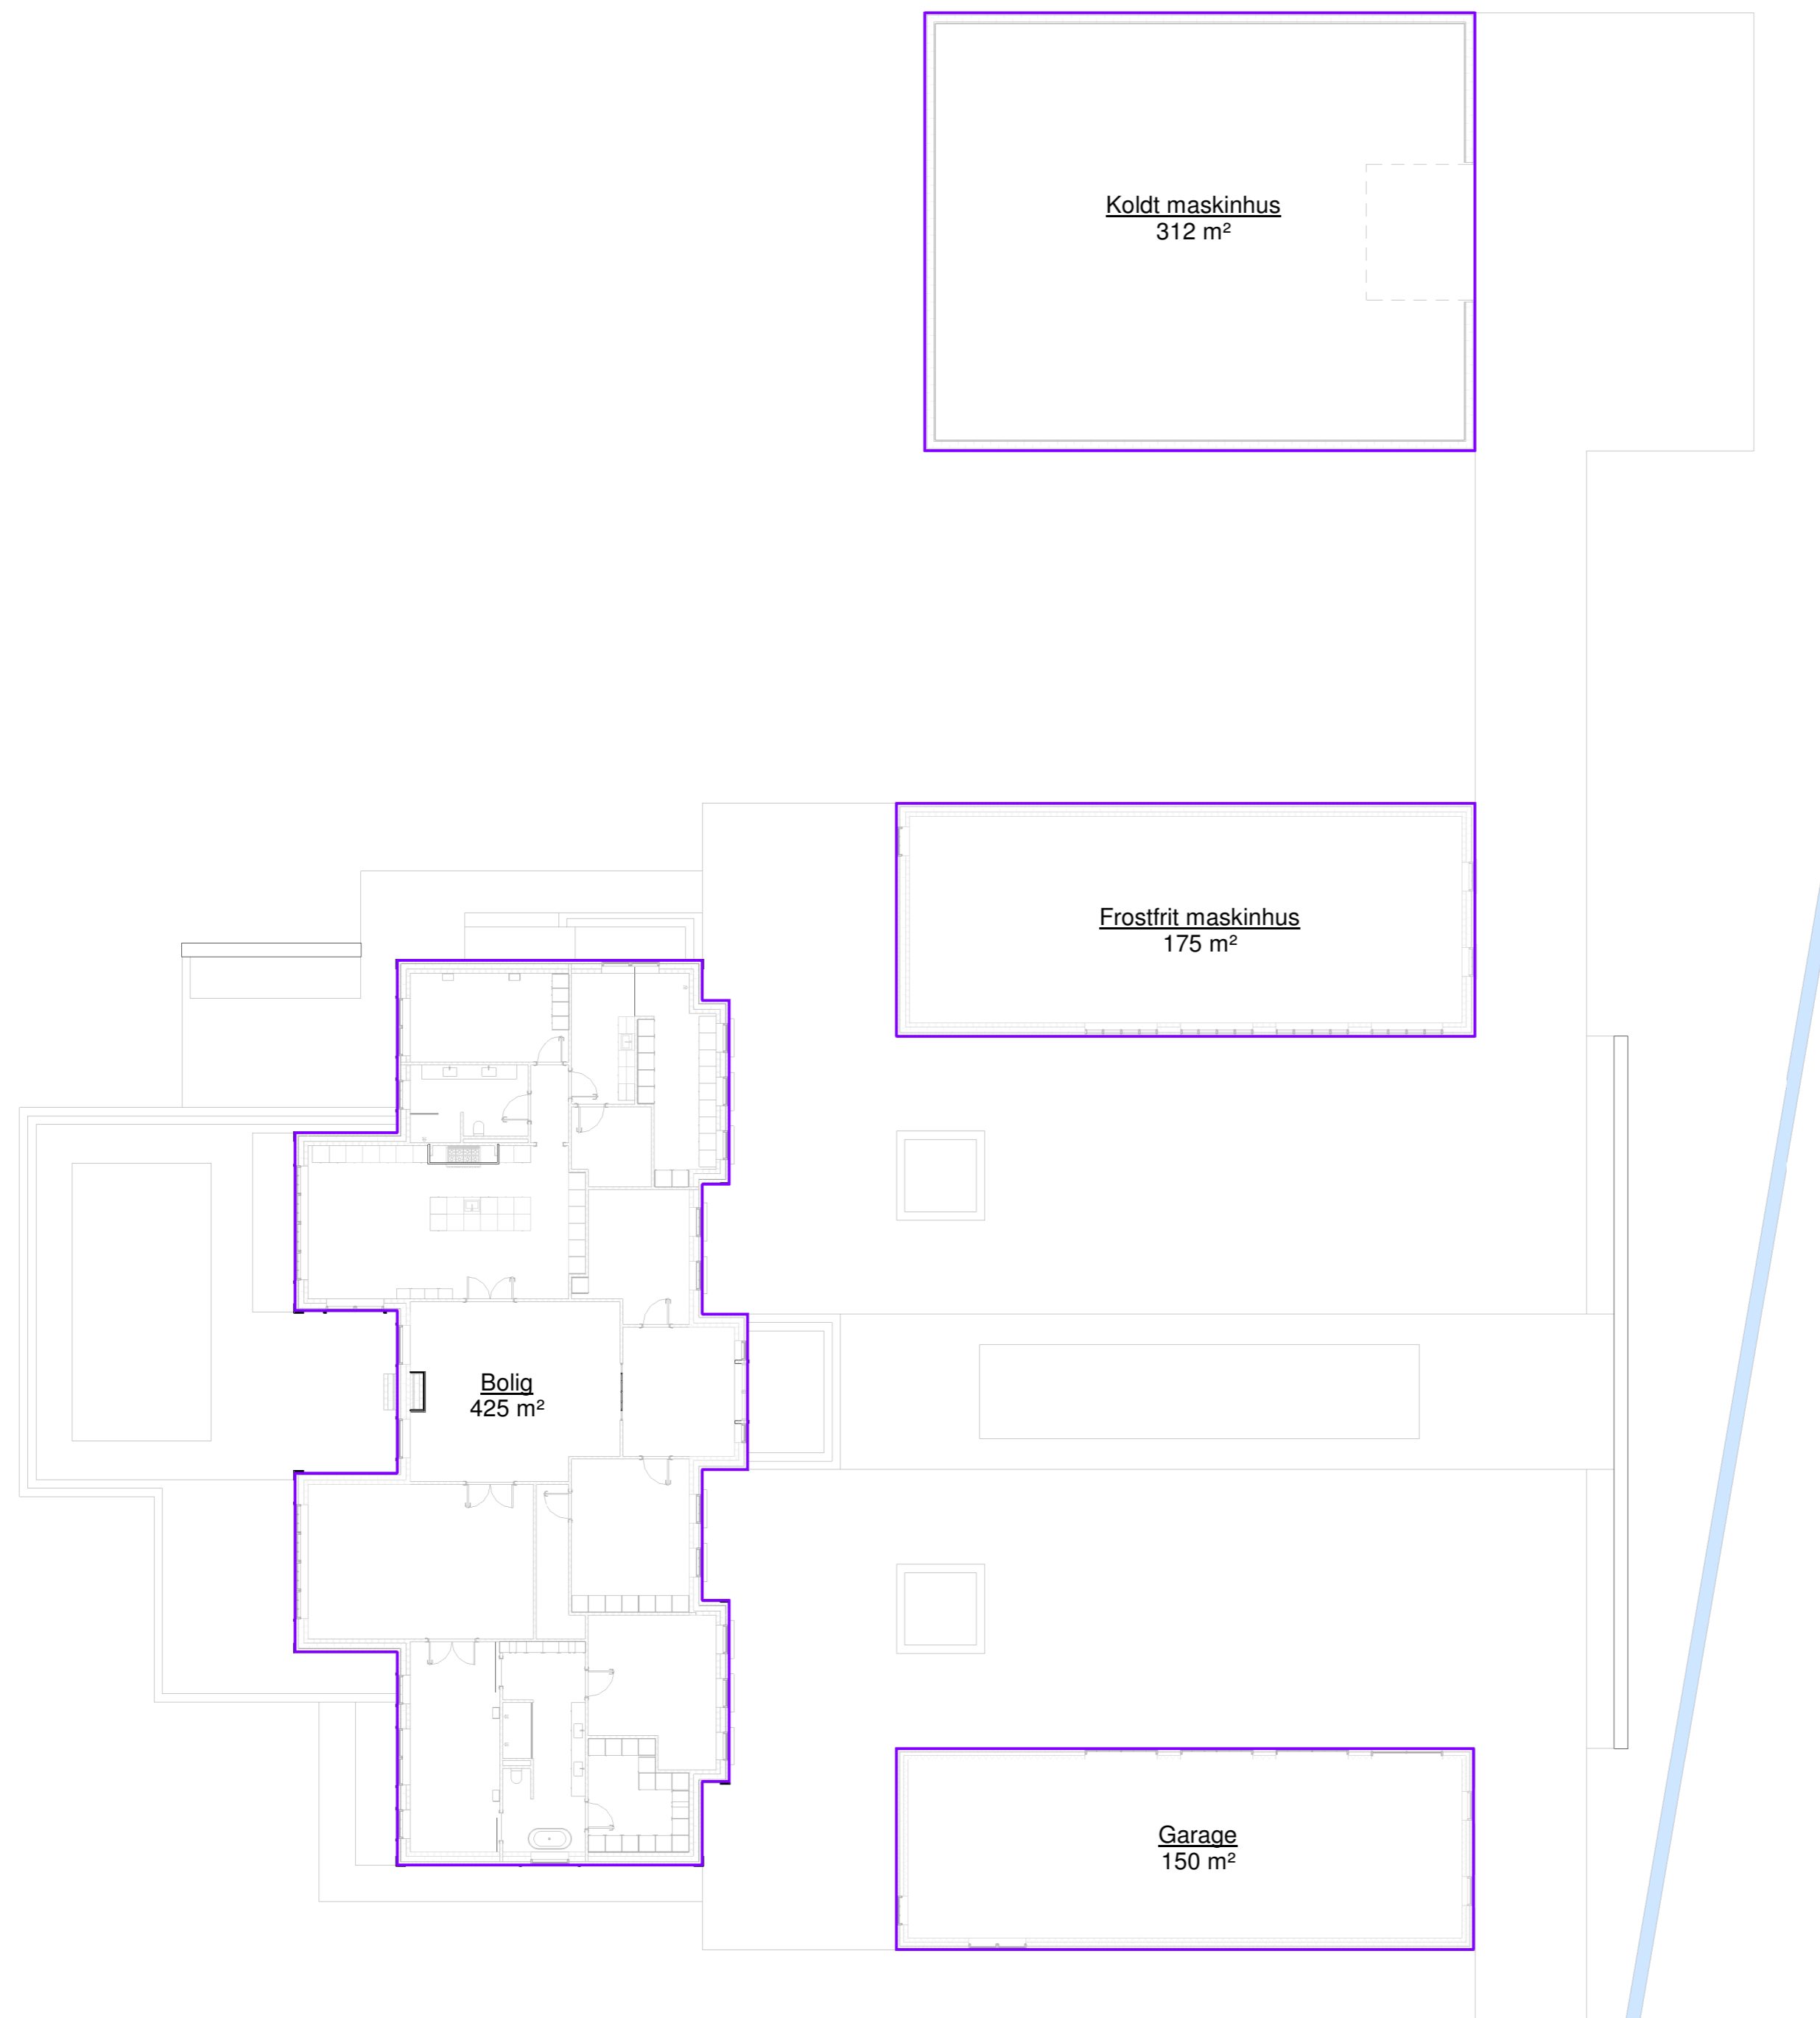 Koldt maskinhus
312 m²
Frostfrit maskinhus
175 m²
Bolig
425 m²
Garage
150 m²